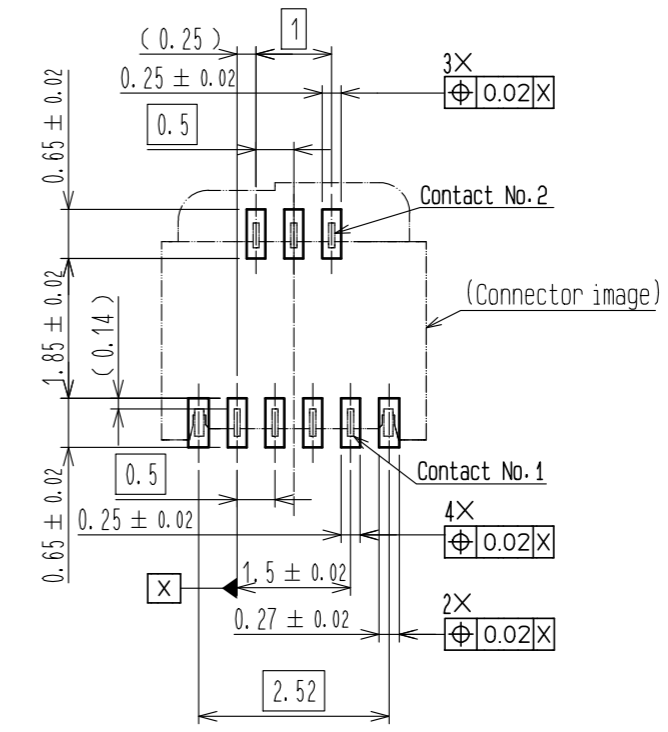 1
( 0.25 )
3X
0.25 ± 0.02
⌖ 0.02 X
0.5
0.65 ± 0.02
Contact No.2
(Connector image)
1.85 ± 0.02
( 0.14 )
Contact No.1
0.5
4X
0.25 ± 0.02
⌖ 0.02 X
0.65 ± 0.02
1.5 ± 0.02
X
2X
0.27 ± 0.02
⌖ 0.02 X
2.52